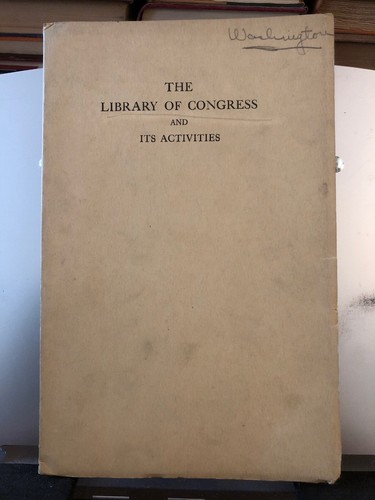 Washington
THE
LIBRARY OF CONGRESS
AND
ITS ACTIVITIES